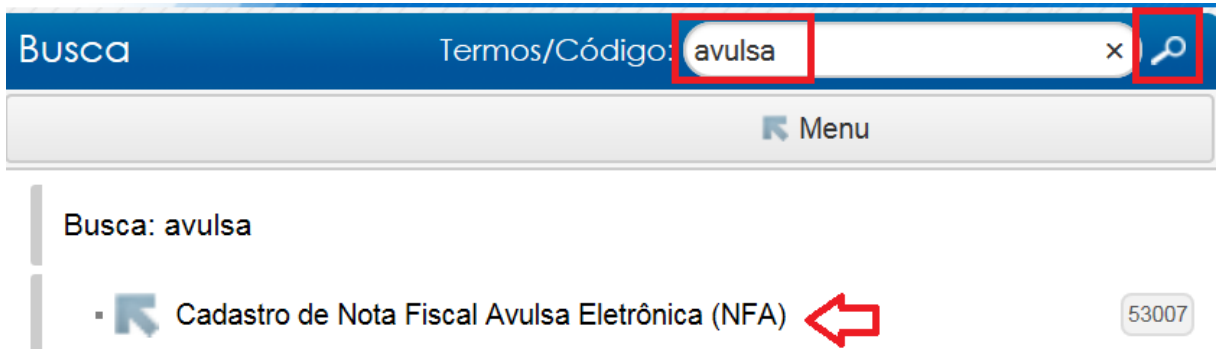 Busca Termos/Código: avulsa ×
Menu
Busca: avulsa
Cadastro de Nota Fiscal Avulsa Eletrônica (NFA) 53007